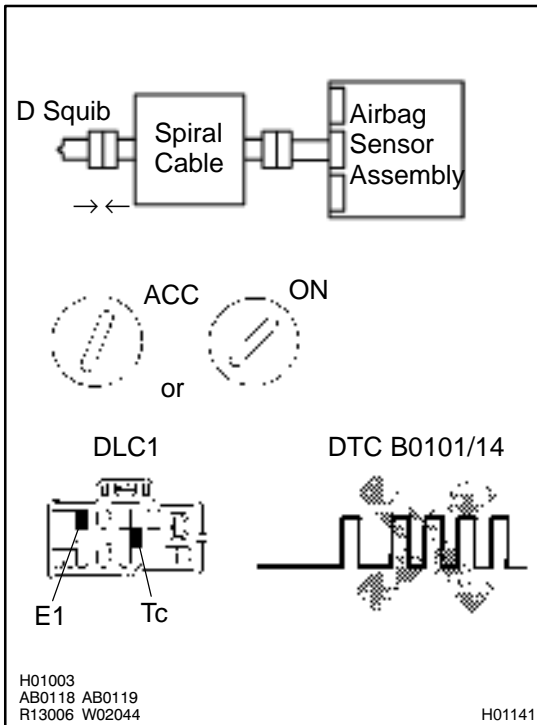 D Squib
Spiral
Cable
Airbag
Sensor
Assembly
→←
ACC
ON
or
DLC1
DTC B0101/14
E1
Tc
H01003
AB0118 AB0119
R13006 W02044
H01141